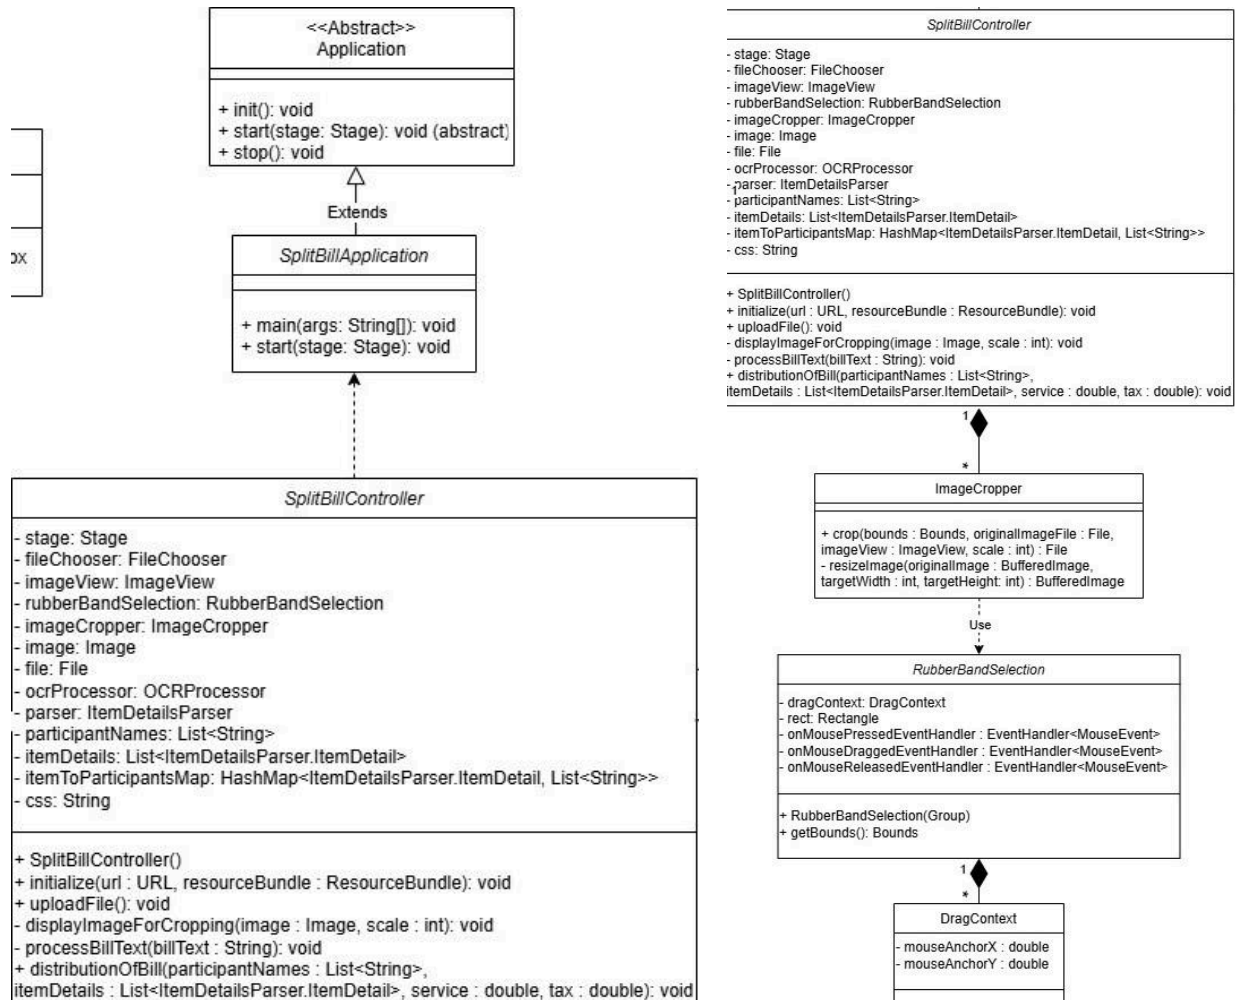 <<Abstract>>
Application
+ init(): void
+ start(stage: Stage): void (abstract)
+ stop(): void
Extends
SplitBillApplication
+ main(args: String[]): void
+ start(stage: Stage): void
SplitBillController
- stage: Stage
- fileChooser: FileChooser
- imageView: ImageView
- rubberBandSelection: RubberBandSelection
- imageCropper: ImageCropper
- image: Image
- file: File
- ocrProcessor: OCRProcessor
- parser: ItemDetailsParser
- participantNames: List<String>
- itemDetails: List<ItemDetailsParser.ItemDetail>
- itemToParticipantsMap: HashMap<ItemDetailsParser.ItemDetail, List<String>>
- css: String
+ SplitBillController()
+ initialize(url : URL, resourceBundle : ResourceBundle): void
+ uploadFile(): void
- displayImageForCropping(image : Image, scale : int): void
- processBillText(billText : String): void
+ distributionOfBill(participantNames : List<String>,
itemDetails : List<ItemDetailsParser.ItemDetail>, service : double, tax : double): void
SplitBillController
- stage: Stage
- fileChooser: FileChooser
- imageView: ImageView
- rubberBandSelection: RubberBandSelection
- imageCropper: ImageCropper
- image: Image
- file: File
- ocrProcessor: OCRProcessor
- parser: ItemDetailsParser
1
- participantNames: List<String>
- itemDetails: List<ItemDetailsParser.ItemDetail>
- itemToParticipantsMap: HashMap<ItemDetailsParser.ItemDetail, List<String>>
- css: String
+ SplitBillController()
+ initialize(url : URL, resourceBundle : ResourceBundle): void
+ uploadFile(): void
- displayImageForCropping(image : Image, scale : int): void
- processBillText(billText : String): void
+ distributionOfBill(participantNames : List<String>,
itemDetails : List<ItemDetailsParser.ItemDetail>, service : double, tax : double): void
1
*
ImageCropper
+ crop(bounds : Bounds, originalImageFile : File,
imageView : ImageView, scale : int) : File
- resizeImage(originalImage : BufferedImage,
targetWidth : int, targetHeight: int) : BufferedImage
Use
RubberBandSelection
- dragContext: DragContext
- rect: Rectangle
- onMousePressedEventHandler : EventHandler<MouseEvent>
- onMouseDraggedEventHandler : EventHandler<MouseEvent>
- onMouseReleasedEventHandler : EventHandler<MouseEvent>
+ RubberBandSelection(Group)
+ getBounds(): Bounds
1
*
DragContext
- mouseAnchorX : double
- mouseAnchorY : double